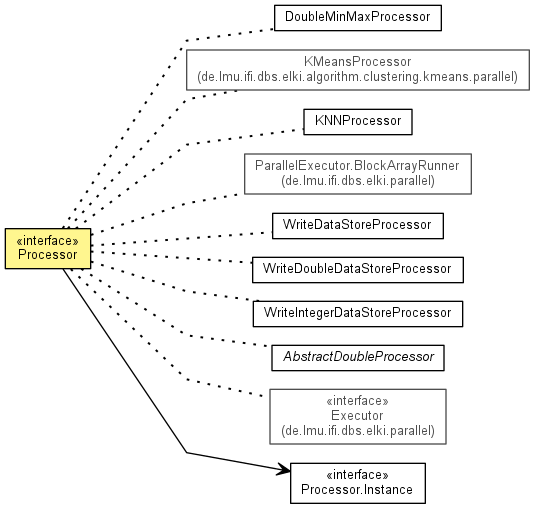 DoubleMinMaxProcessor
KMeansProcessor
(de.lmu.ifi.dbs.elki.algorithm.clustering.kmeans.parallel)
KNNProcessor
ParallelExecutor.BlockArrayRunner
(de.lmu.ifi.dbs.elki.parallel)
WriteDataStoreProcessor
«interface»
Processor
WriteDoubleDataStoreProcessor
WriteIntegerDataStoreProcessor
AbstractDoubleProcessor
«interface»
Executor
(de.lmu.ifi.dbs.elki.parallel)
«interface»
Processor.Instance